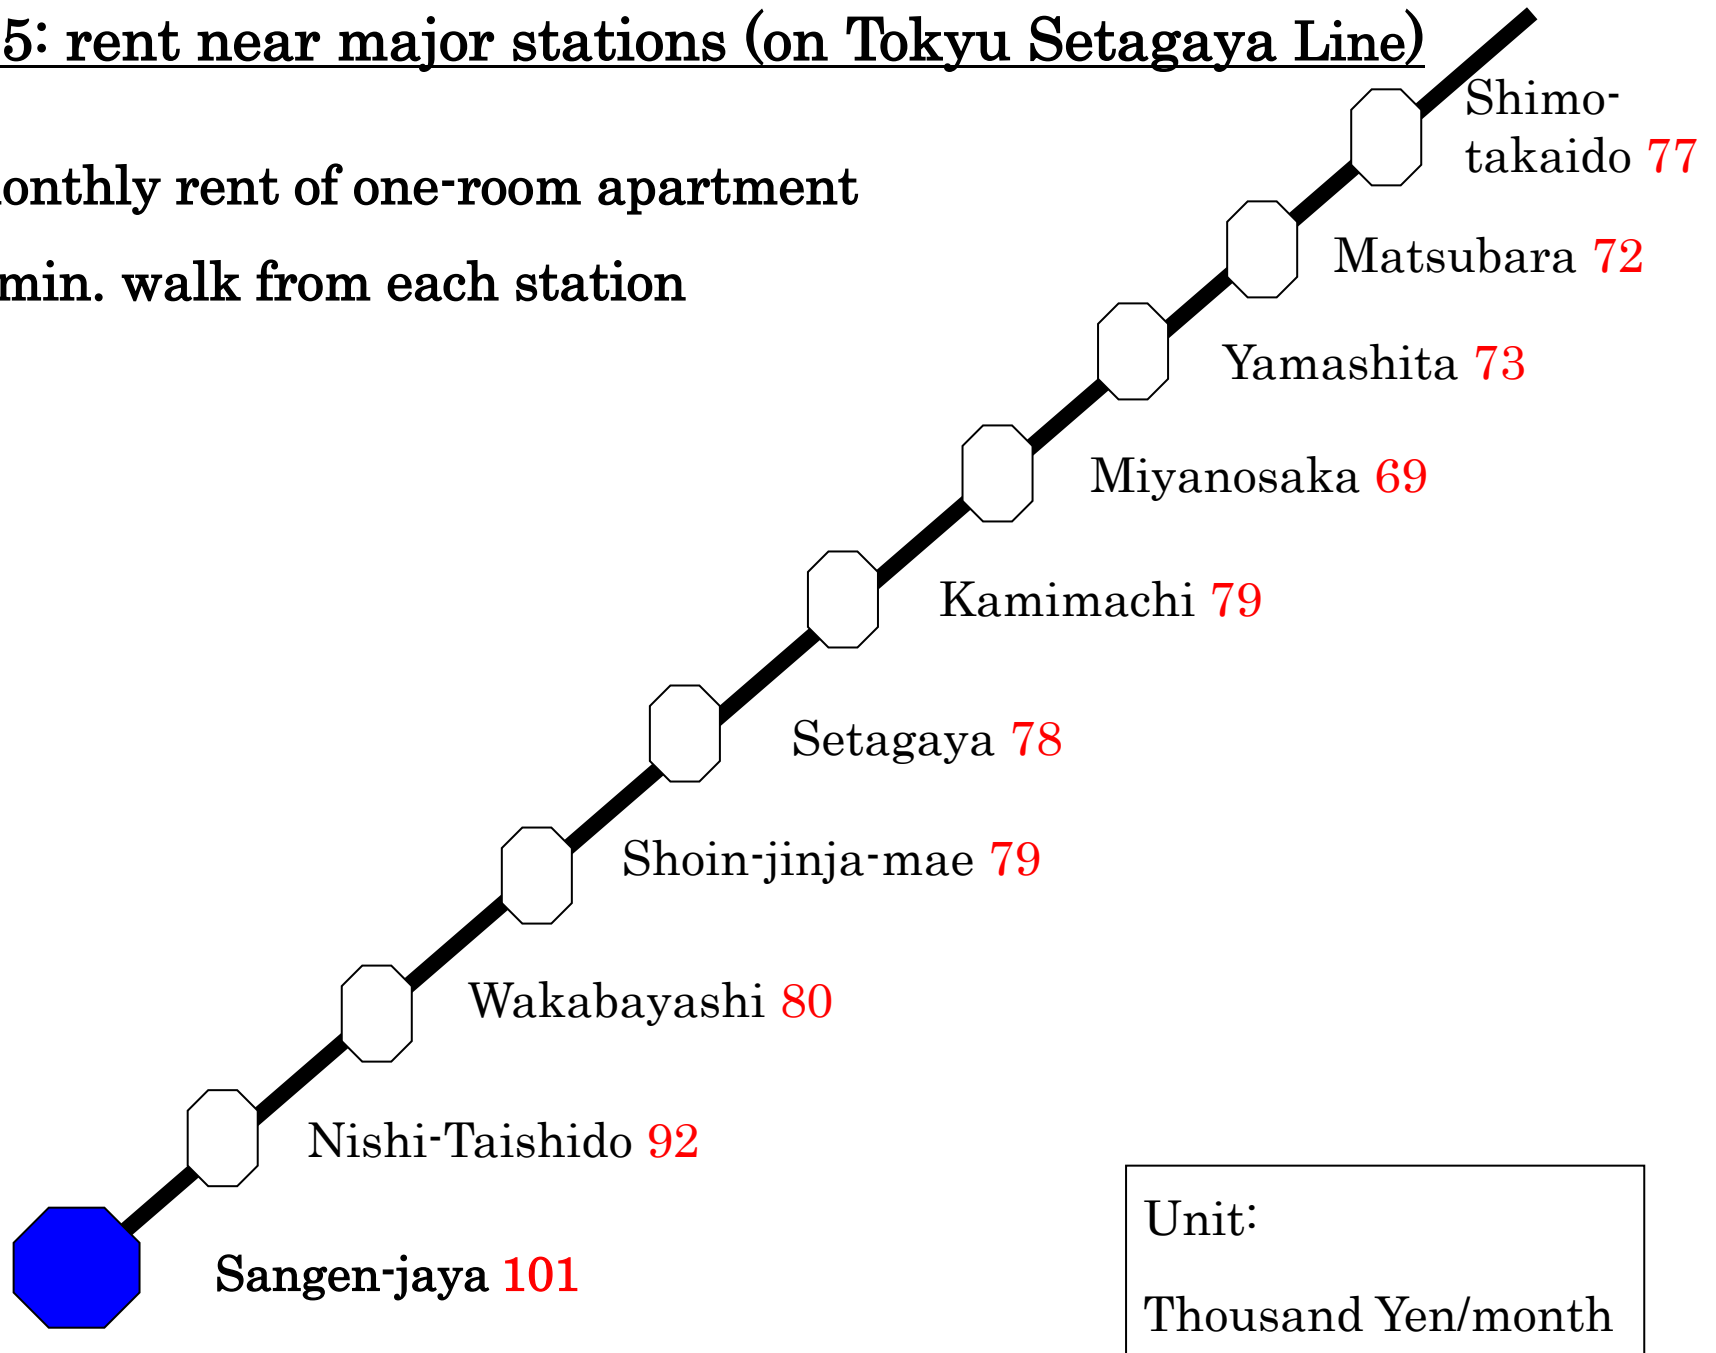 5: rent near major stations (on Tokyu Setagaya Line)
onthly rent of one-room apartment
min. walk from each station
Shimo-
takaido 77
Matsubara 72
Yamashita 73
Miyanosaka 69
Kamimachi 79
Setagaya 78
Shoin-jinja-mae 79
Wakabayashi 80
Nishi-Taishido 92
Sangen-jaya 101
Unit:
Thousand Yen/month